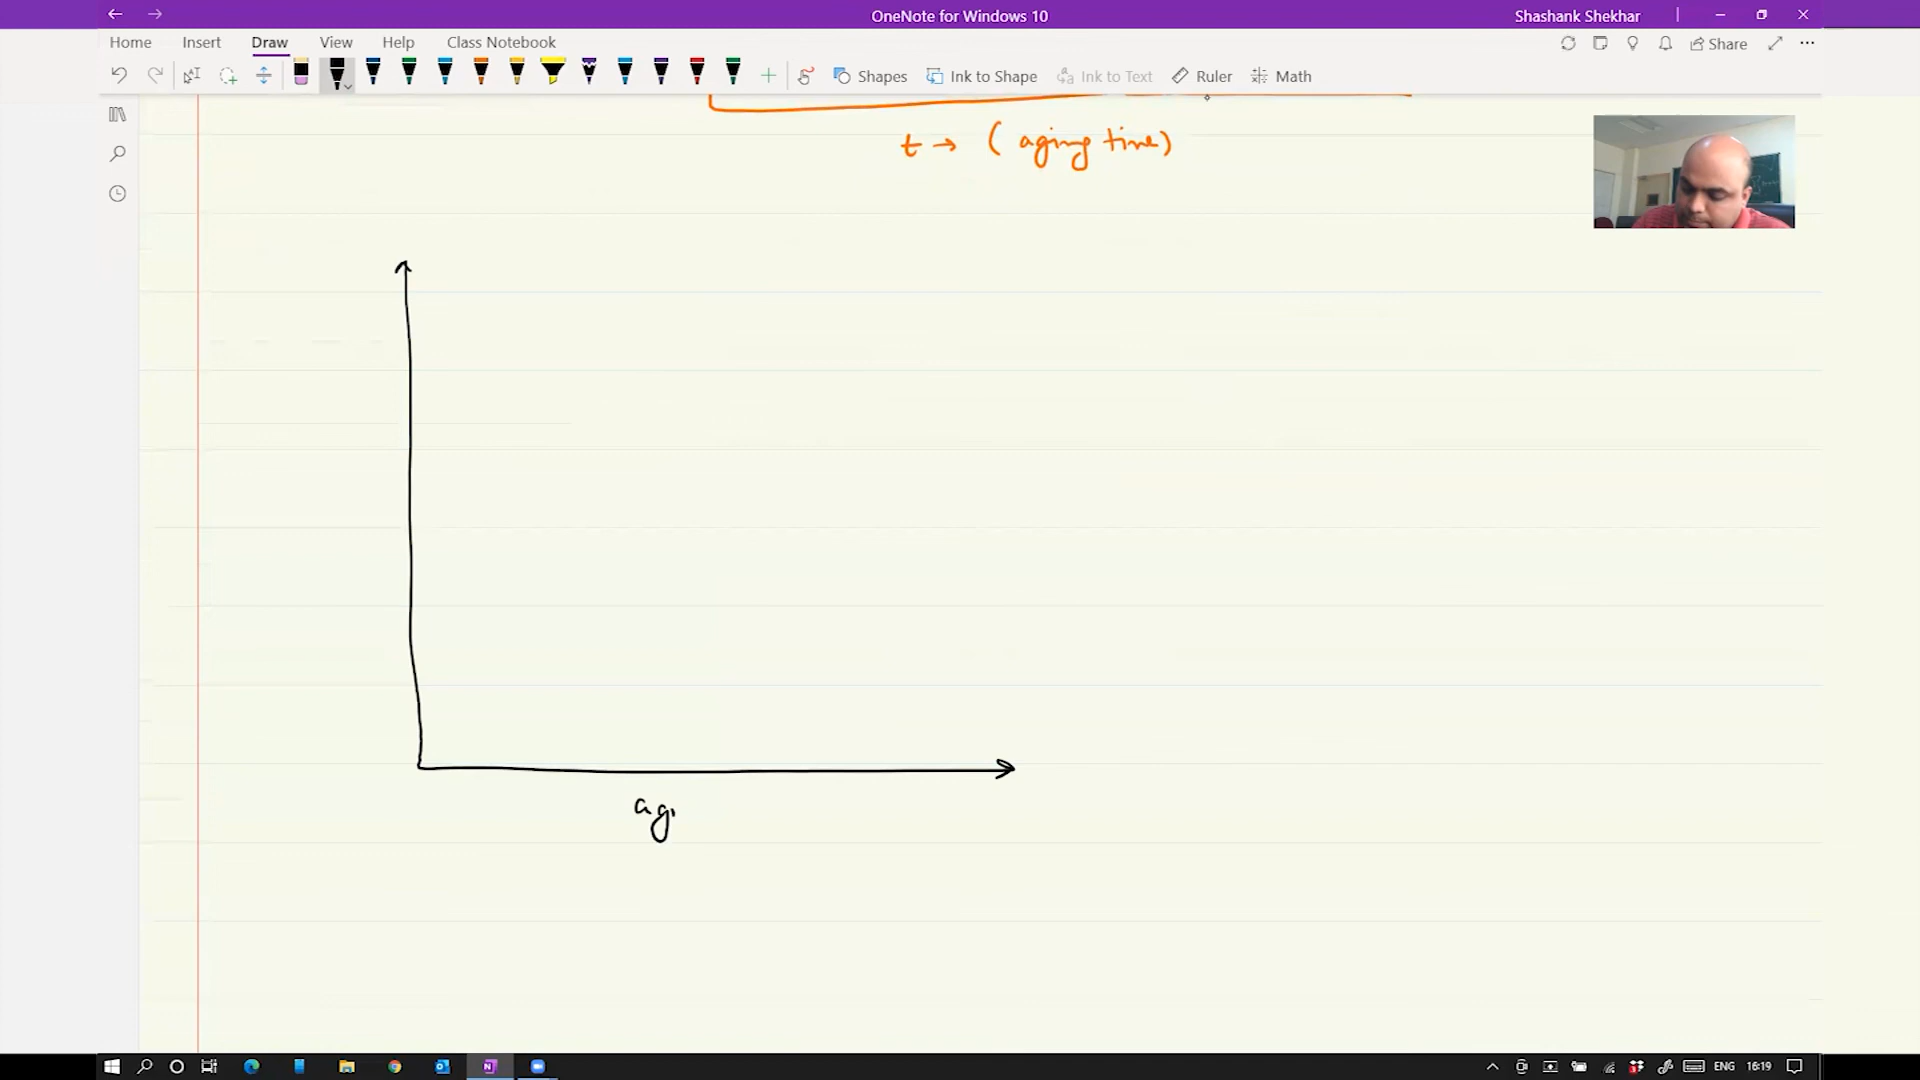 OneNote for Windows 10
Shashank Shekhar
Home Insert Draw View Help Class Notebook
Share
Shapes Ink to Shape Ink to Text Ruler Math
t → ( aging time)
agi
ENG 16:19